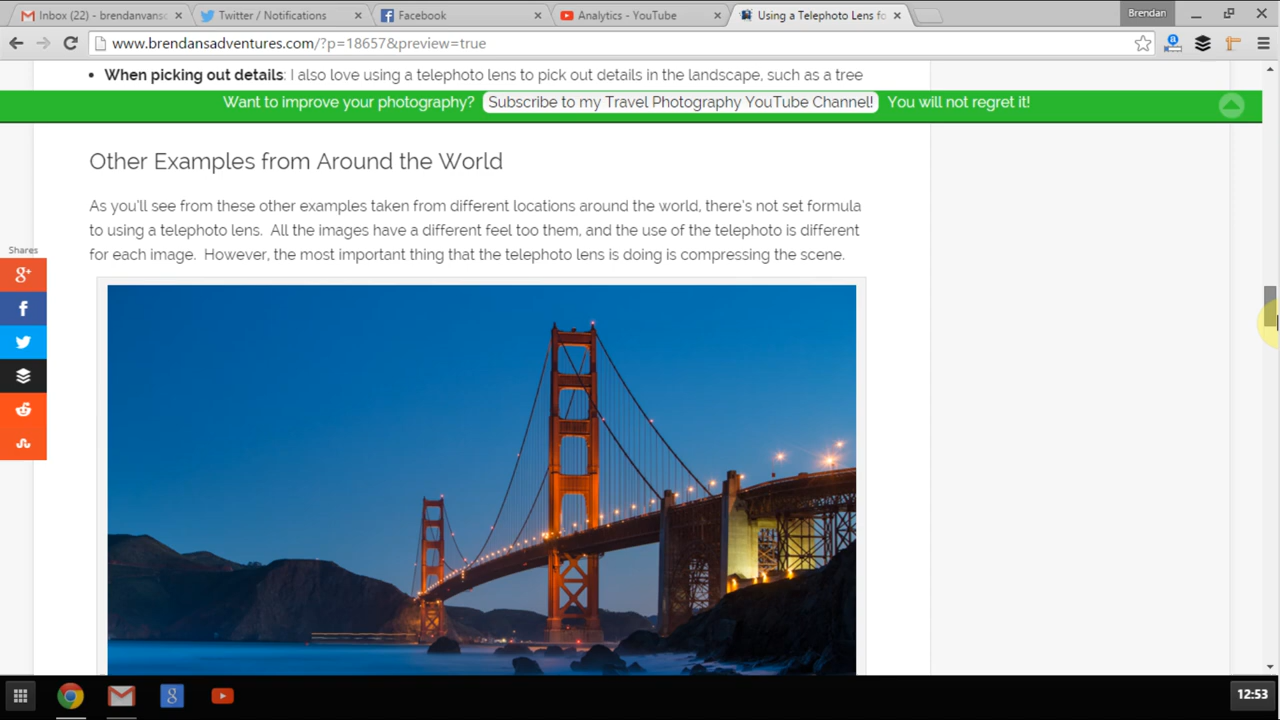 Inbox (22) - brendanvansc
Twitter / Notifications
Facebook
Analytics - YouTube
Using a Telephoto Lens fo
Brendan
www.brendansadventures.com/?p=18657&preview=true
• When picking out details: I also love using a telephoto lens to pick out details in the landscape, such as a tree
Want to improve your photography? Subscribe to my Travel Photography YouTube Channel! You will not regret it!
Other Examples from Around the World
As you'll see from these other examples taken from different locations around the world, there's not set formula
to using a telephoto lens. All the images have a different feel too them, and the use of the telephoto is different
for each image. However, the most important thing that the telephoto lens is doing is compressing the scene.
Shares
g+
f
12:53